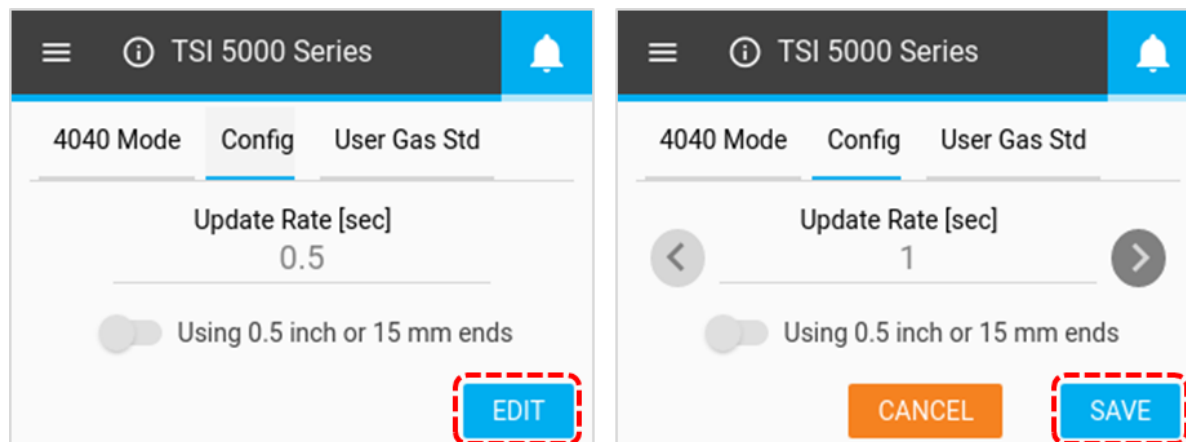 TSI 5000 Series
4040 Mode Config User Gas Std
Update Rate [sec]
0.5
Using 0.5 inch or 15 mm ends
EDIT
TSI 5000 Series
4040 Mode Config User Gas Std
Update Rate [sec]
1
Using 0.5 inch or 15 mm ends
CANCEL SAVE